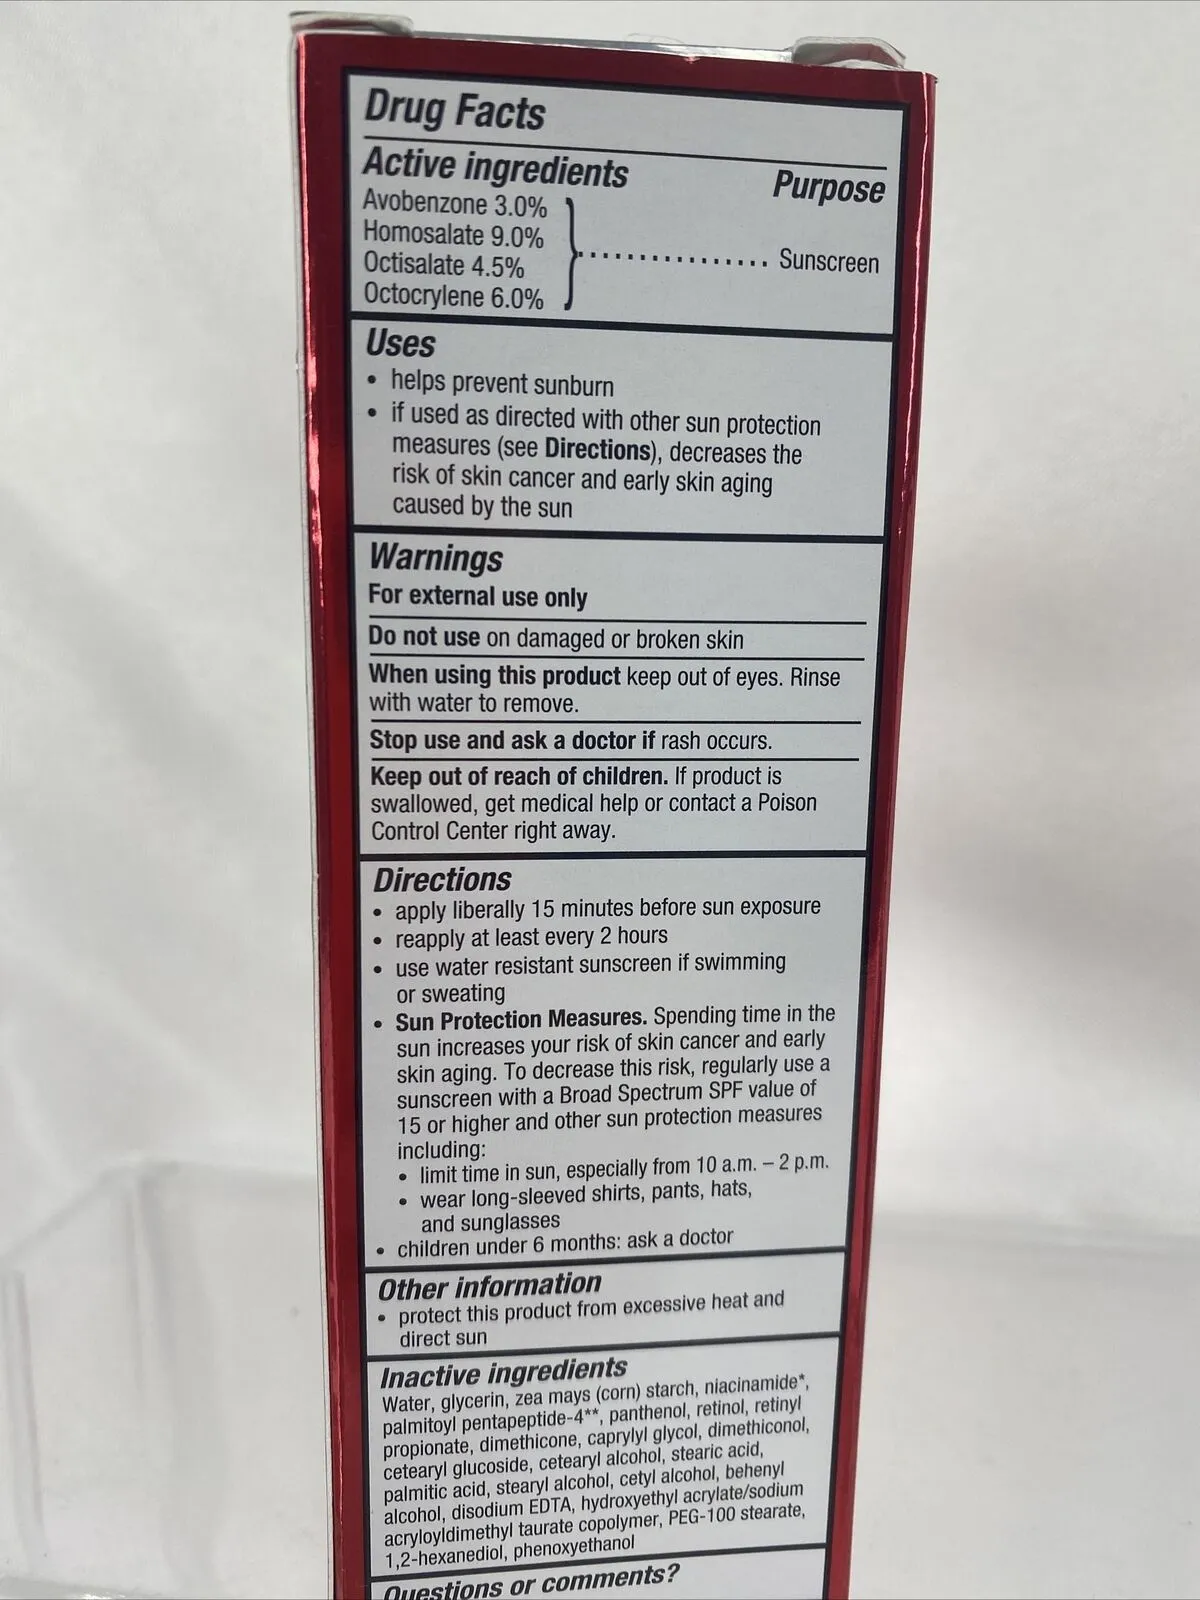 Drug Facts
Active ingredients Purpose
Avobenzone 3.0%
Homosalate 9.0%
Octisalate 4.5%
Octocrylene 6.0%
................ Sunscreen
Uses
• helps prevent sunburn
• if used as directed with other sun protection
measures (see Directions), decreases the
risk of skin cancer and early skin aging
caused by the sun
Warnings
For external use only
Do not use on damaged or broken skin
When using this product keep out of eyes. Rinse
with water to remove.
Stop use and ask a doctor if rash occurs.
Keep out of reach of children. If product is
swallowed, get medical help or contact a Poison
Control Center right away.
Directions
• apply liberally 15 minutes before sun exposure
• reapply at least every 2 hours
• use water resistant sunscreen if swimming
or sweating
• Sun Protection Measures. Spending time in the
sun increases your risk of skin cancer and early
skin aging. To decrease this risk, regularly use a
sunscreen with a Broad Spectrum SPF value of
15 or higher and other sun protection measures
including:
• limit time in sun, especially from 10 a.m. – 2 p.m.
• wear long-sleeved shirts, pants, hats,
and sunglasses
• children under 6 months: ask a doctor
Other information
• protect this product from excessive heat and
direct sun
Inactive ingredients
Water, glycerin, zea mays (corn) starch, niacinamide*,
palmitoyl pentapeptide-4**, panthenol, retinol, retinyl
propionate, dimethicone, caprylyl glycol, dimethiconol,
cetearyl glucoside, cetearyl alcohol, stearic acid,
palmitic acid, stearyl alcohol, cetyl alcohol, behenyl
alcohol, disodium EDTA, hydroxyethyl acrylate/sodium
acryloyldimethyl taurate copolymer, PEG-100 stearate,
1,2-hexanediol, phenoxyethanol
Questions or comments?